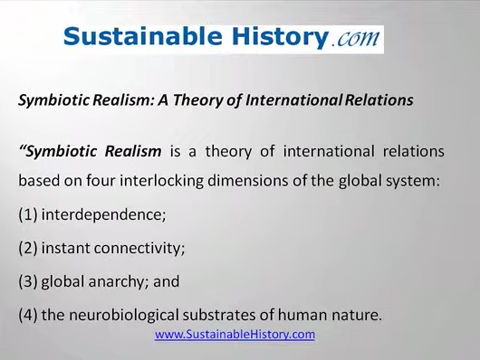 Sustainable History.com
Symbiotic Realism: A Theory of International Relations
“Symbiotic Realism is a theory of international relations
based on four interlocking dimensions of the global system:
(1) interdependence;
(2) instant connectivity;
(3) global anarchy; and
(4) the neurobiological substrates of human nature.
www.SustainableHistory.com